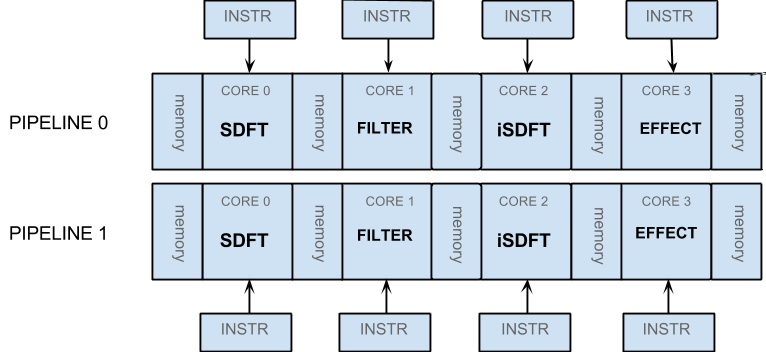 INSTR INSTR INSTR INSTR
CORE 0 CORE 1 CORE 2 CORE 3
PIPELINE 0 memory SDFT memory FILTER memory iSDFT memory EFFECT memory
CORE 0 CORE 1 CORE 2 CORE 3
PIPELINE 1 memory SDFT memory FILTER memory iSDFT memory EFFECT memory
INSTR INSTR INSTR INSTR